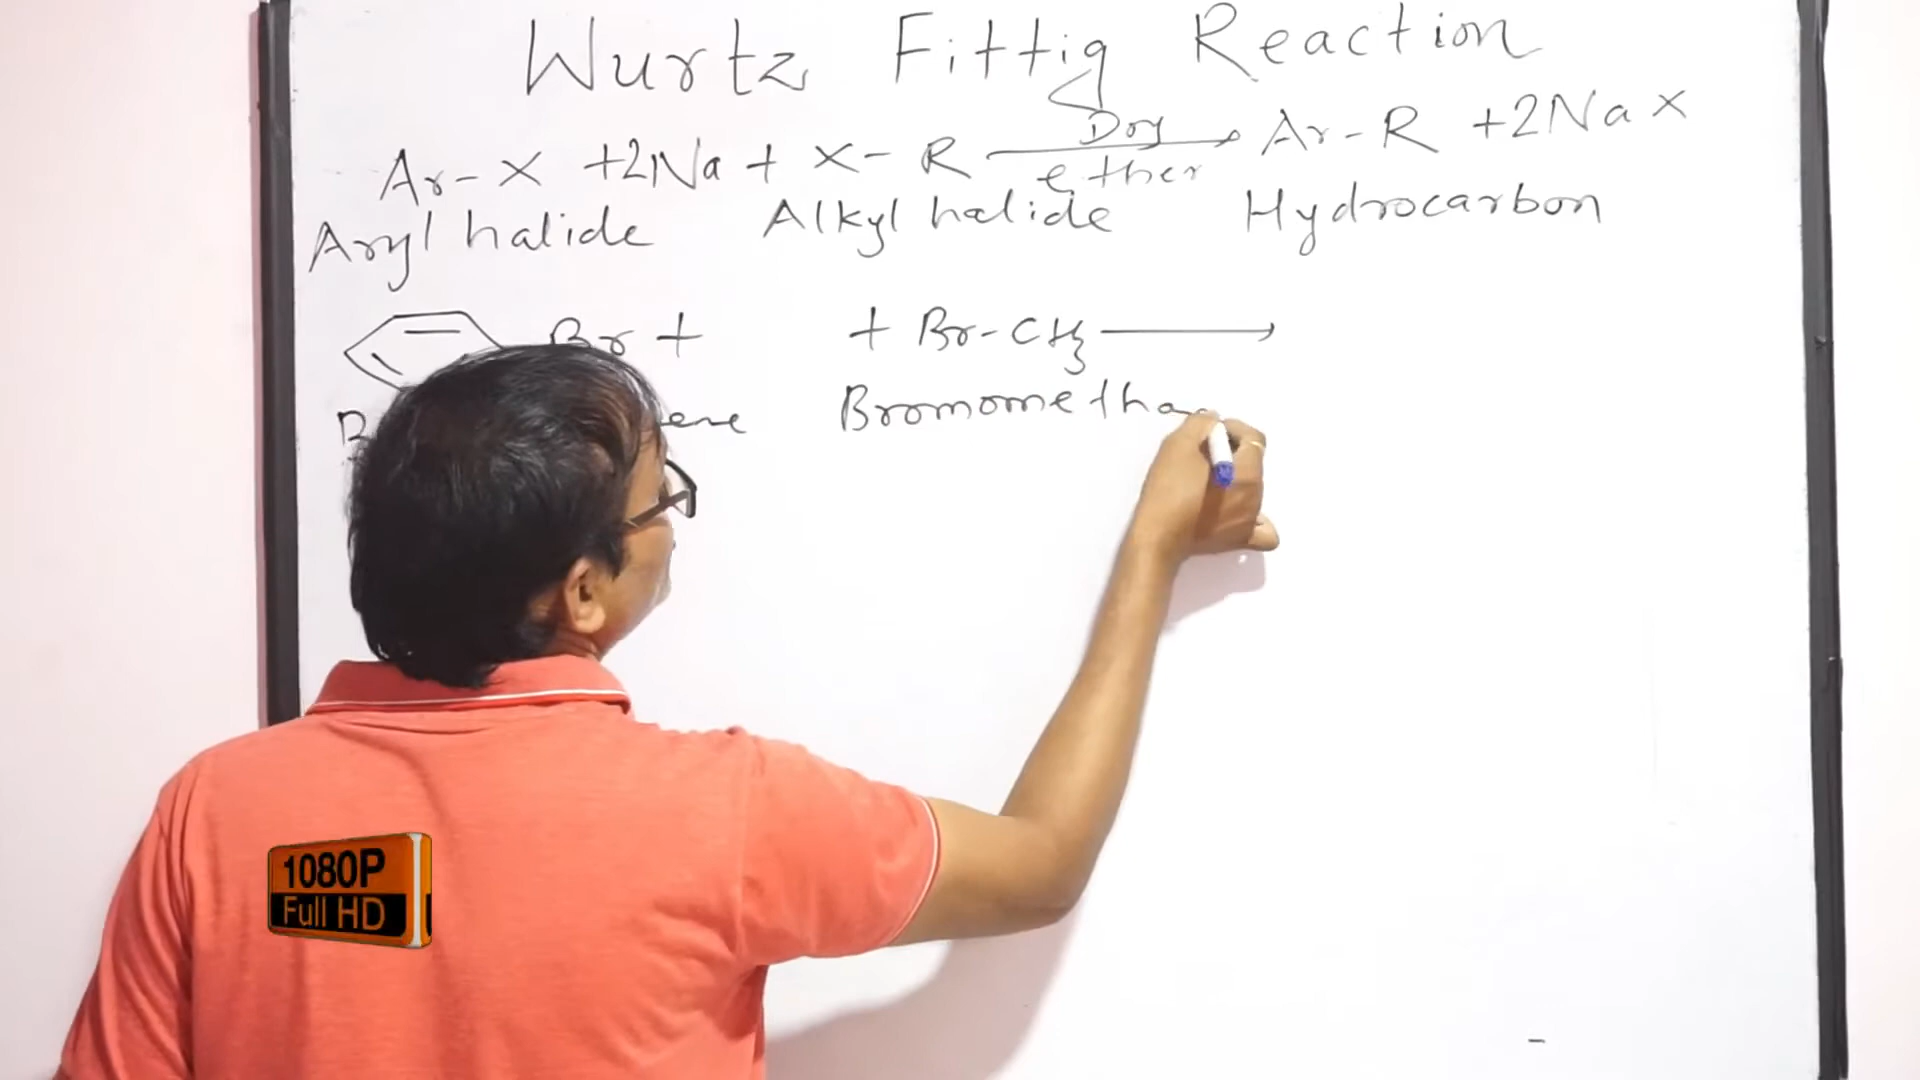 Wurtz Fittig Reaction
Ar-X +2Na + X-R Dry ether → Ar-R +2NaX
Aryl halide Alkyl halide Hydrocarbon
Br + + Br-CH3 →
Bromometha
1080P
Full HD